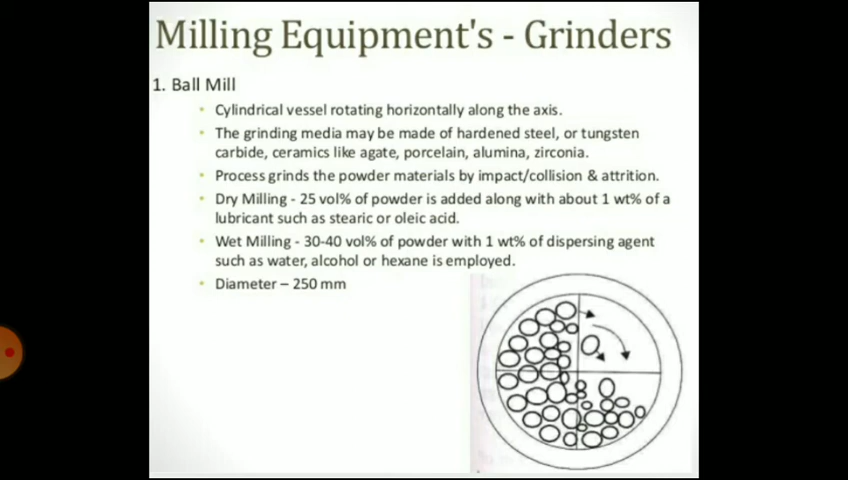 Milling Equipment's - Grinders
1. Ball Mill
• Cylindrical vessel rotating horizontally along the axis.
• The grinding media may be made of hardened steel, or tungsten
carbide, ceramics like agate, porcelain, alumina, zirconia.
• Process grinds the powder materials by impact/collision & attrition.
• Dry Milling - 25 vol% of powder is added along with about 1 wt% of a
lubricant such as stearic or oleic acid.
• Wet Milling - 30-40 vol% of powder with 1 wt% of dispersing agent
such as water, alcohol or hexane is employed.
• Diameter – 250 mm